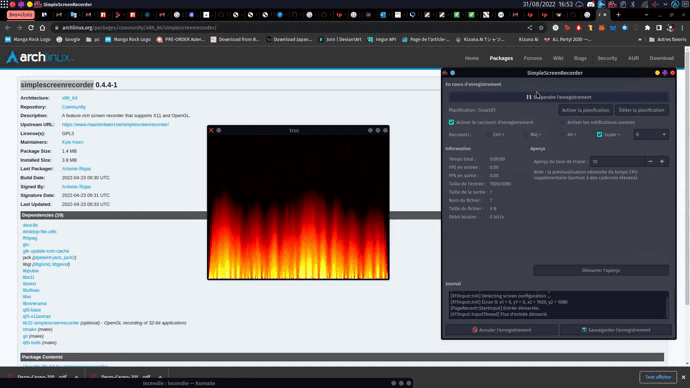 SimpleScreenRecorder
31/08/2022 16:53
archlinux.org/packages/community/x86_64/simplescreenrecorder/
Manga Rock Logo
Google
pc
Manga Rock Logo
PRE-ORDER Aster...
Download
Join | DeviantArt
Imgur API
Page de l'article
Kizuna AI
A.I. Party! 2020 ~...
Autres favoris
archlinux
Home Packages Forums Wiki Bugs Security AUR Download
simplescreenrecorder 0.4.4-1
Architecture: x86_64
Repository: Community
Description: A feature-rich screen recorder that supports X11 and OpenGL.
Upstream URL: https://www.maartenbaert.be/simplescreenrecorder/
License(s): GPL3
Maintainers:
Package Size: 1.4 MB
Installed Size: 3.8 MB
Last Packager: Antonio Rojas
Build Date: 2022-04-23 09:30 UTC
Signed By: Antonio Rojas
Signature Date: 2022-04-23 09:31 UTC
Last Updated: 2022-04-23 09:33 UTC
Dependencies (19)
alsa-lib
desktop-file-utils
ffmpeg
glu
gtk-update-icon-cache
jack (pipewire-jack, jack2)
libgl (libglvnd, libglvnd)
libpulse
libx11
libxext
libxfixes
libxi
libxinerama
qt5-base
qt5-x11extras
lib32-simplescreenrecorder (optional) - OpenGL recording of 32-bit applications
cmake (make)
git (make)
qt5-tools (make)
Package Contents
truc
SimpleScreenRecorder
En cours d'enregistrement
Suspendre l'enregistrement
Planification : (inactif) Activer la planification Éditer la planification
Activer le raccourci d'enregistrement
Activer les notifications sonores
Raccourci : Ctrl + Maj + Alt + Super + R
Information
Temps total : 0:00:00
FPS en entrée : 0.00
FPS en sortie : 0.00
Taille de l'entrée : 1920x1080
Taille de la sortie : ?
Nom du fichier : ?
Taille du fichier : 0 B
Débit binaire : 0 bit/s
Aperçu
Aperçu du taux de trame : 10
Note : la prévisualisation nécessite du temps CPU
supplémentaire (surtout à des cadences élevées).
Démarrer l'aperçu
Journal
[X11Input::Init] Detecting screen configuration ...
[X11Input::Init] Écran 0: x1 = 0, y1 = 0, x2 = 1920, y2 = 1080
[PageRecord::StartInput] Entrée démarrée.
[X11Input::InputThread] Flux d'entrée démarré.
Annuler l'enregistrement
Sauvegarder l'enregistrement
Tout afficher
incendie : incendie — Konsole